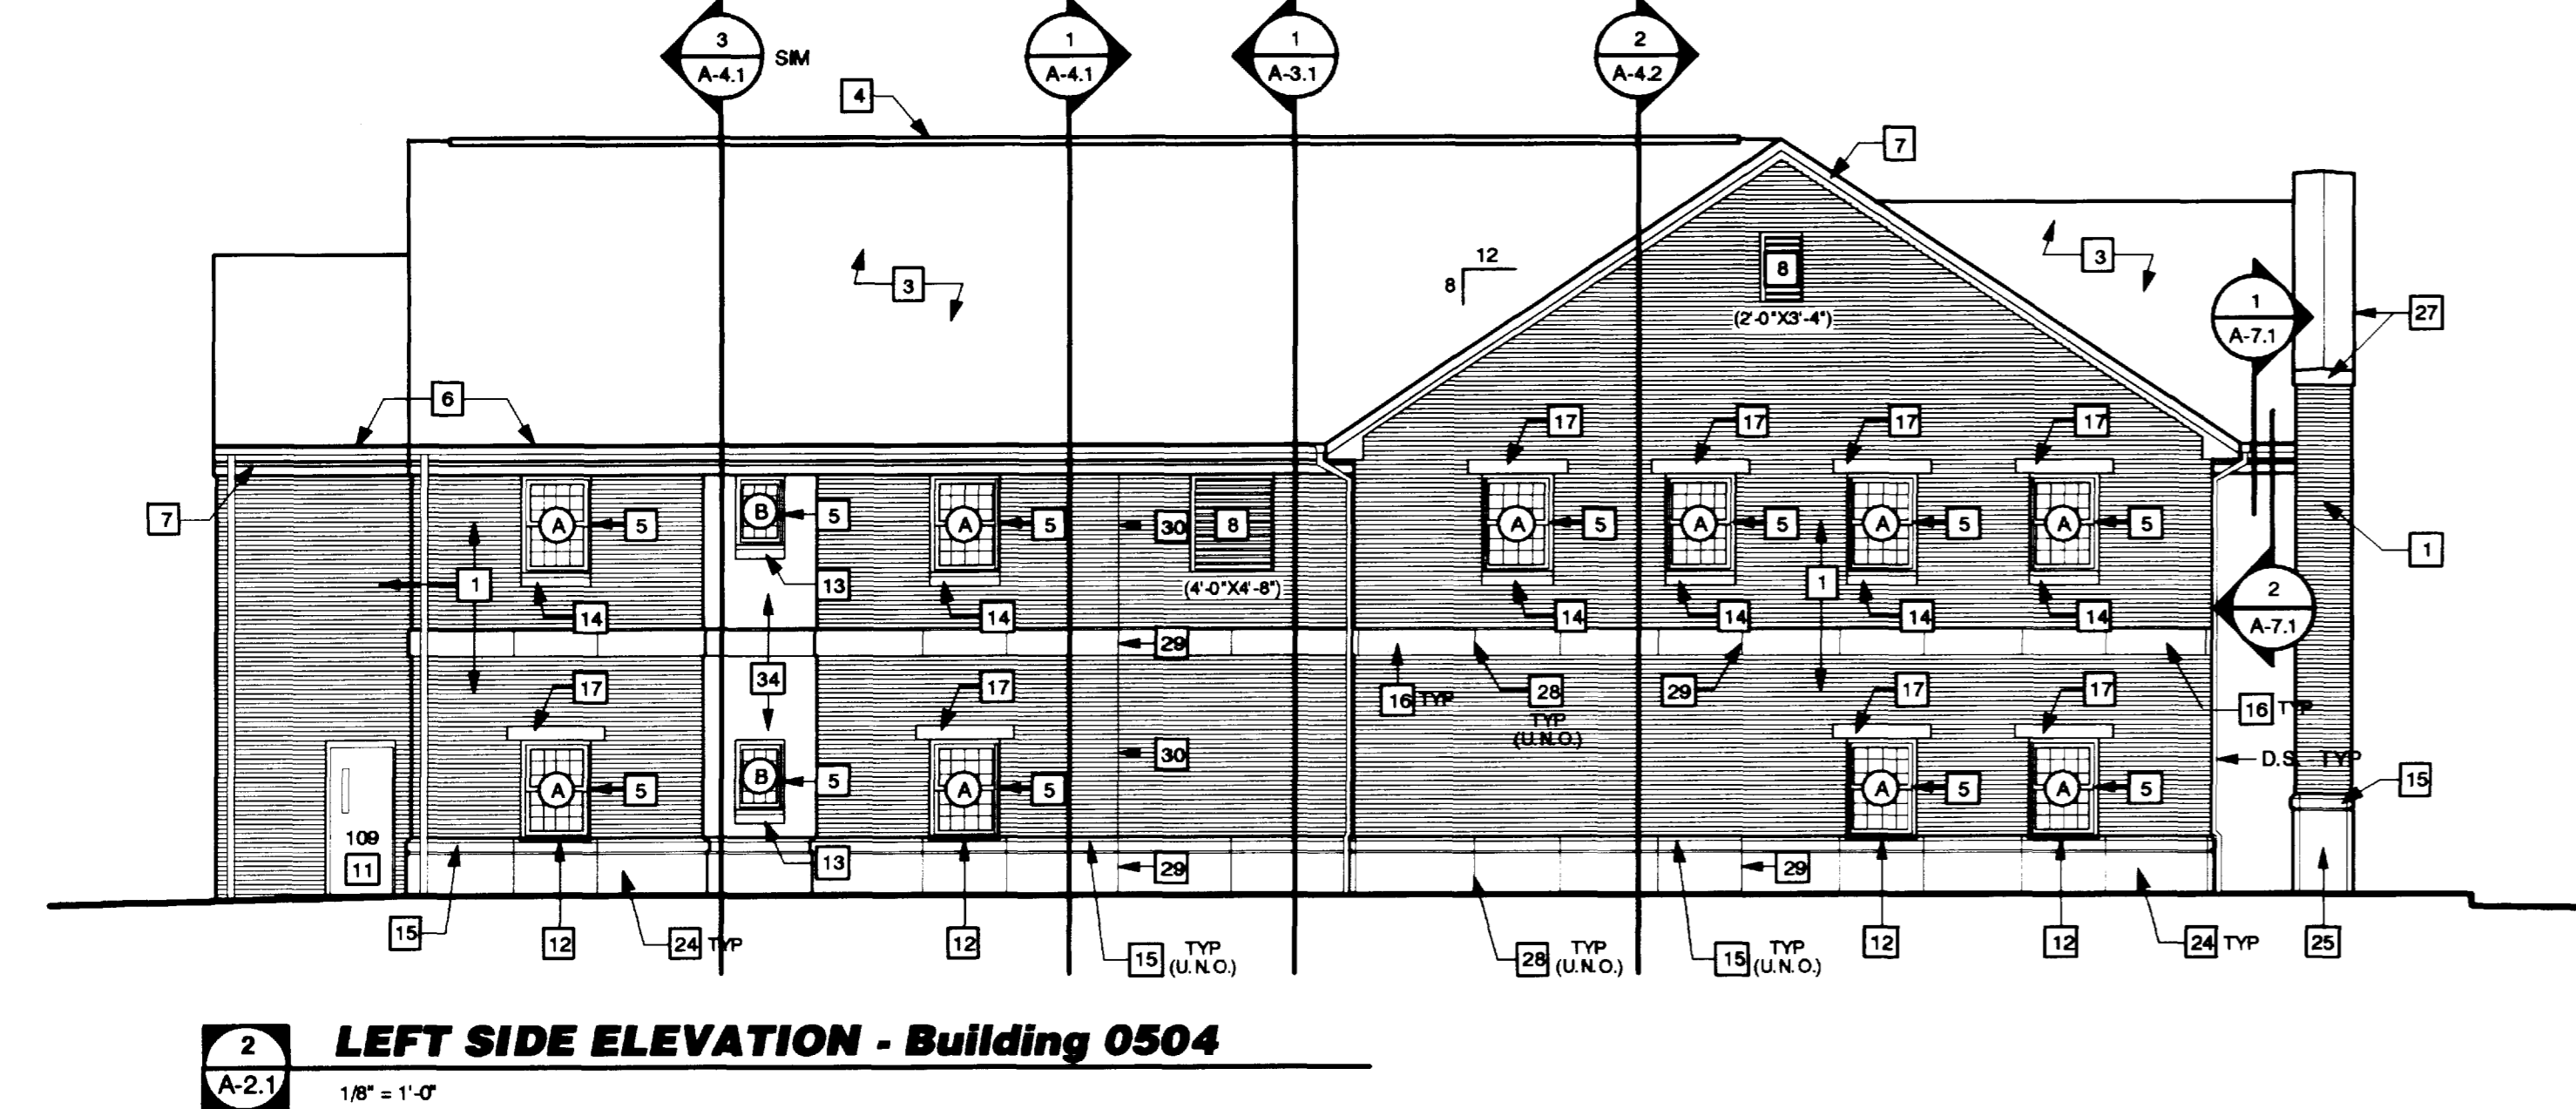 3
A-4.1
SIM
1
A-4.1
1
A-3.1
2
A-4.2
4
7
3
12
8
8
(2'-0"X3'-4")
3
1
A-7.1
27
6
17
17
17
17
7
A
5
B
5
A
5
30
8
A
5
A
5
A
5
A
5
1
1
13
(4'-0"X4'-8")
1
14
14
14
14
14
14
2
A-7.1
29
34
17
17
16 TYP
28
TYP
(U.N.O.)
29
17
17
16 TYP
30
D.S. - TYP
A
5
B
5
A
5
A
5
A
5
15
109
11
13
29
29
15
12
24 TYP
12
15
TYP
(U.N.O.)
28
TYP
(U.N.O.)
15
TYP
(U.N.O.)
12
12
24 TYP
25
2
A-2.1
LEFT SIDE ELEVATION - Building 0504
1/8" = 1'-0"